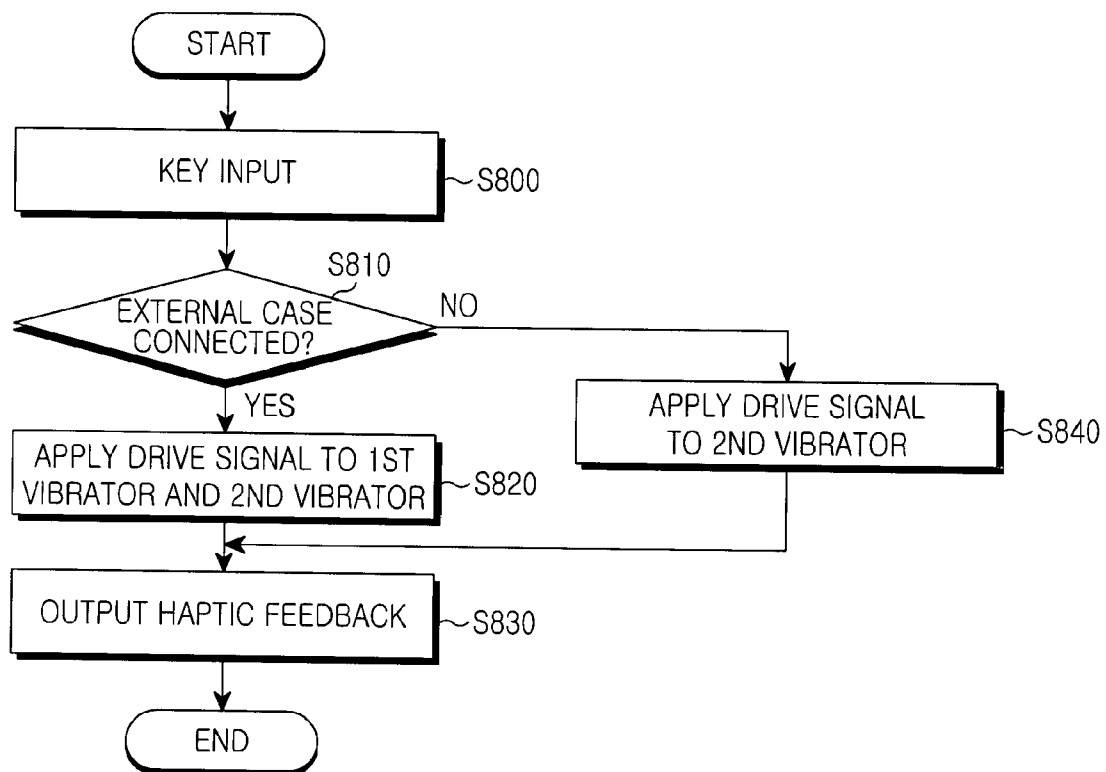 START
KEY INPUT
S800
S810
EXTERNAL CASE
CONNECTED?
NO
YES
APPLY DRIVE SIGNAL
TO 2ND VIBRATOR
S840
APPLY DRIVE SIGNAL TO 1ST
VIBRATOR AND 2ND VIBRATOR
S820
OUTPUT HAPTIC FEEDBACK
S830
END